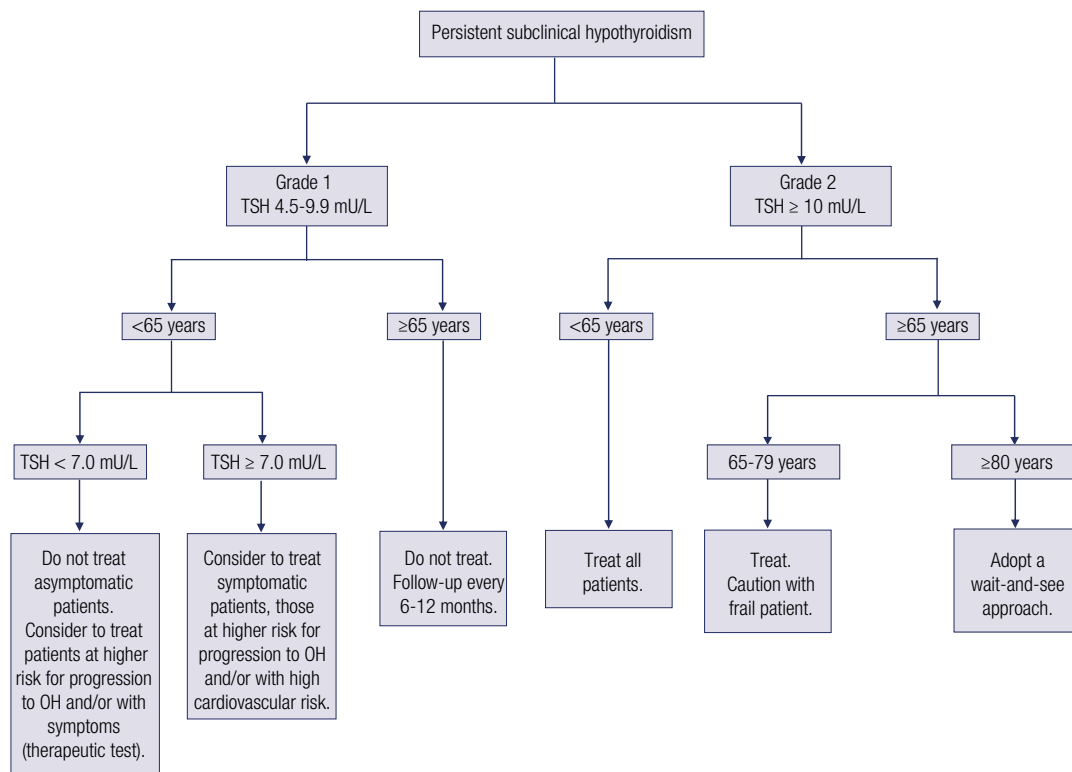 Persistent subclinical hypothyroidism
Grade 1
TSH 4.5-9.9 mU/L
Grade 2
TSH ≥ 10 mU/L
<65 years
≥65 years
<65 years
≥65 years
TSH < 7.0 mU/L
TSH ≥ 7.0 mU/L
65-79 years
≥80 years
Do not treat
asymptomatic
patients.
Consider to treat
patients at higher
risk for progression
to OH and/or with
symptoms
(therapeutic test).
Consider to treat
symptomatic
patients, those
at higher risk for
progression to OH
and/or with high
cardiovascular risk.
Do not treat.
Follow-up every
6-12 months.
Treat all
patients.
Treat.
Caution with
frail patient.
Adopt a
wait-and-see
approach.